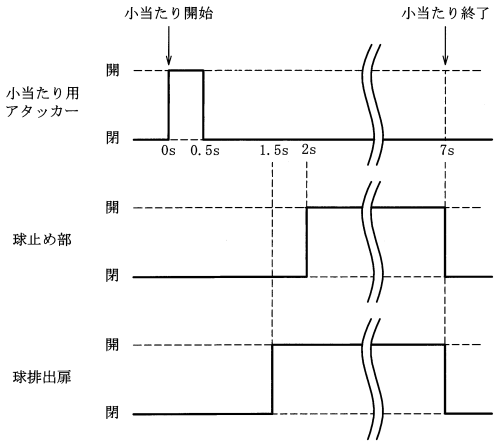 小当たり開始
小当たり終了
開
小当たり用
アタッカー
閉
0s
0.5s
1.5s
2s
7s
開
球止め部
閉
開
球排出扉
閉